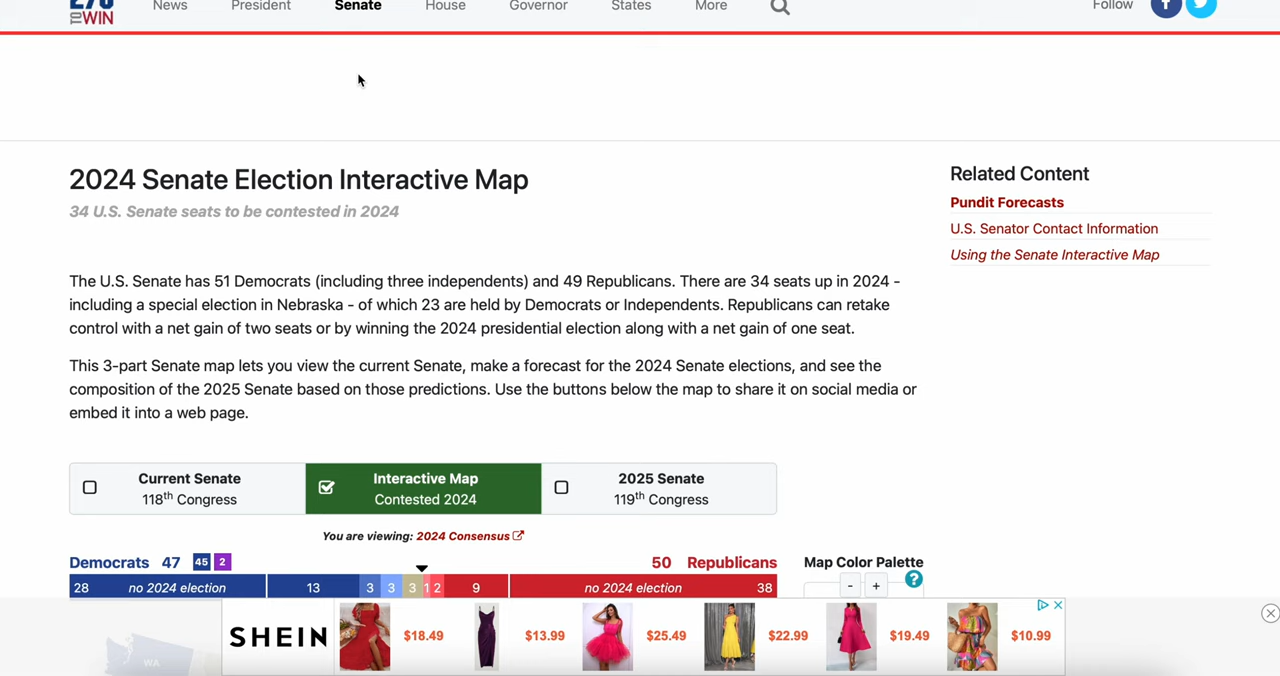 270
TO WIN
News President Senate House Governor States More Follow
2024 Senate Election Interactive Map
34 U.S. Senate seats to be contested in 2024
The U.S. Senate has 51 Democrats (including three independents) and 49 Republicans. There are 34 seats up in 2024 -
including a special election in Nebraska - of which 23 are held by Democrats or Independents. Republicans can retake
control with a net gain of two seats or by winning the 2024 presidential election along with a net gain of one seat.
This 3-part Senate map lets you view the current Senate, make a forecast for the 2024 Senate elections, and see the
composition of the 2025 Senate based on those predictions. Use the buttons below the map to share it on social media or
embed it into a web page.
Related Content
Pundit Forecasts
U.S. Senator Contact Information
Using the Senate Interactive Map
Current Senate
118th Congress
Interactive Map
Contested 2024
2025 Senate
119th Congress
You are viewing: 2024 Consensus
Democrats 47 45 2 50 Republicans
28 no 2024 election 13 3 3 3 1 2 9 no 2024 election 38
Map Color Palette
- + ?
WA
SHEIN $18.49 $13.99 $25.49 $22.99 $19.49 $10.99